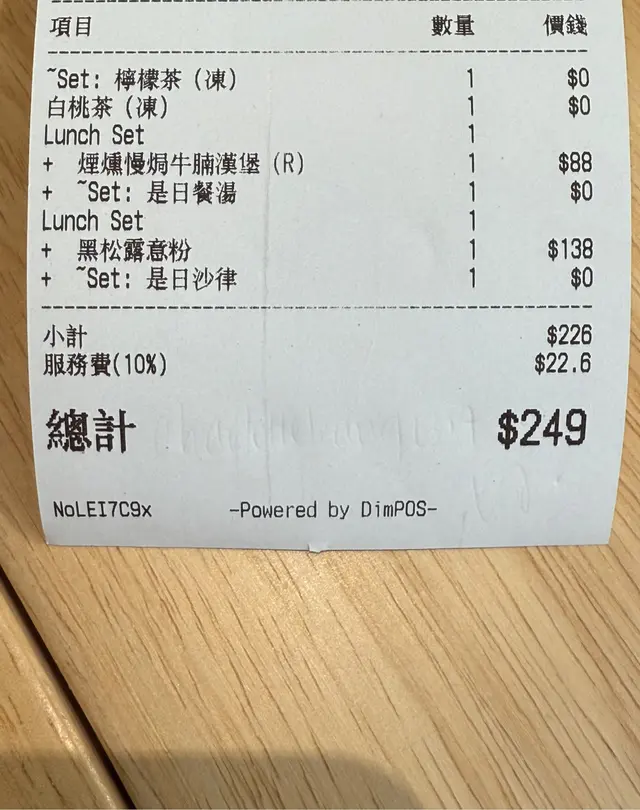 項目 數量 價錢
~Set: 檸檬茶 (凍) 1 $0
白桃茶 (凍) 1 $0
Lunch Set 1
+ 煙燻慢焗牛腩漢堡 (R) 1 $88
+ ~Set: 是日餐湯 1 $0
Lunch Set 1
+ 黑松露意粉 1 $138
+ ~Set: 是日沙律 1 $0
小計 $226
服務費(10%) $22.6
總計 $249
NoLEI7C9x -Powered by DimPOS-